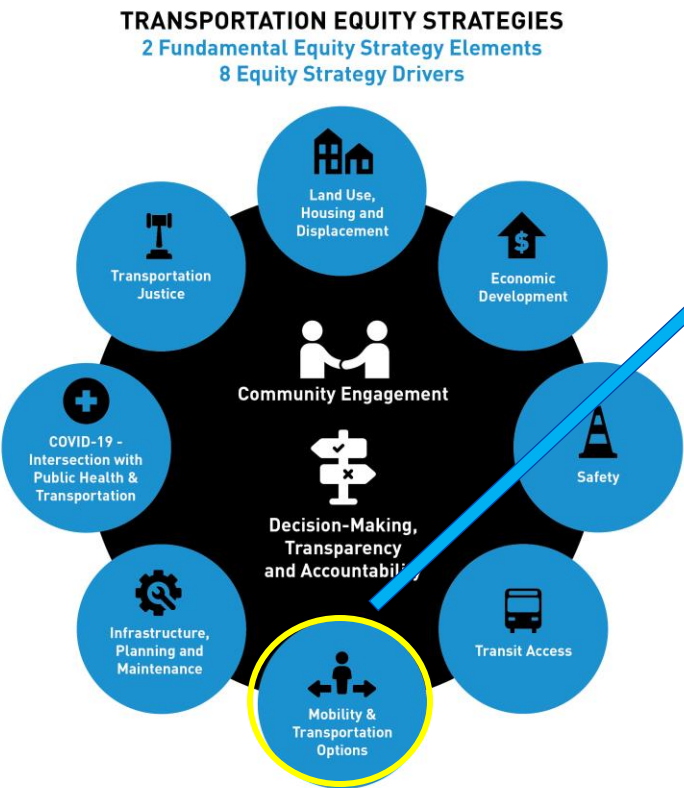 TRANSPORTATION EQUITY STRATEGIES
2 Fundamental Equity Strategy Elements
8 Equity Strategy Drivers
Land Use,
Housing and
Displacement
Transportation
Justice
$
Economic
Development
Community Engagement
COVID-19 -
Intersection with
Public Health &
Transportation
Safety
Decision-Making,
Transparency
and Accountability
Infrastructure,
Planning and
Maintenance
Transit Access
Mobility &
Transportation
Options